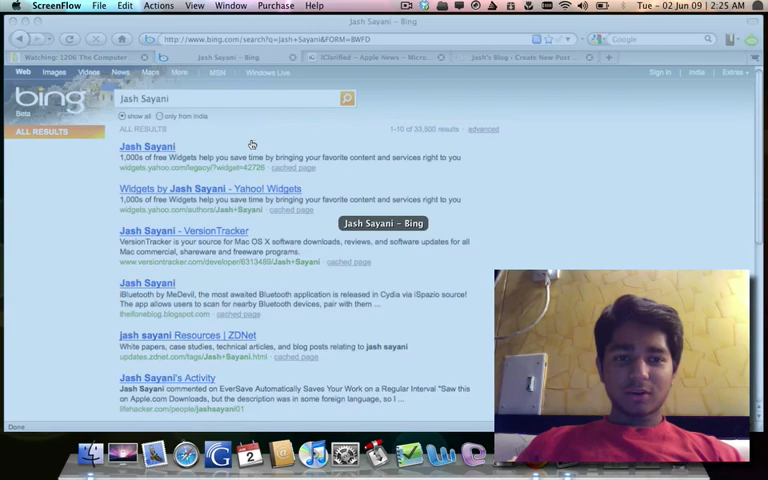 ScreenFlow File Edit Actions View Window Purchase Help
Tue - 02 Jun 09 | 2:25 AM
Jash Sayani - Bing
http://www.bing.com/search?q=Jash+Sayani&FORM=BWFD
Google
Watching: 1206 The Computer
Jash Sayani - Bing
iClarified - Apple News - Micro...
Jash's Blog › Create New Post
Web Images Videos News Maps More MSN Windows Live
Sign in India Extras
bing
Beta
Jash Sayani
show all only from India
ALL RESULTS
ALL RESULTS
1-10 of 33,500 results · advanced
Jash Sayani
1,000s of free Widgets help you save time by bringing your favorite content and services right to you
widgets.yahoo.com/legacy/?widget=42726 · cached page
Widgets by Jash Sayani - Yahoo! Widgets
1,000s of free Widgets help you save time by bringing your favorite content and services right to you
widgets.yahoo.com/authors/Jash+Sayani · cached page
Jash Sayani - Bing
Jash Sayani - VersionTracker
VersionTracker is your source for Mac OS X software downloads, reviews, and software updates for all
Mac commercial, shareware and freeware programs.
www.versiontracker.com/developer/6313489/Jash+Sayani · cached page
Jash Sayani
iBluetooth by MeDevil, the most awaited Bluetooth application is released in Cydia via iSpazio source!
The app allows users to scan for nearby Bluetooth devices, pair with them ...
theifoneblog.blogspot.com · cached page
jash sayani Resources | ZDNet
White papers, case studies, technical articles, and blog posts relating to jash sayani
updates.zdnet.com/tags/Jash+Sayani.html · cached page
Jash Sayani's Activity
Jash Sayani commented on EverSave Automatically Saves Your Work on a Regular Interval "Saw this
on Apple.com Downloads, but the description was in some foreign language, so I ...
lifehacker.com/people/jashsayani01
Done
2